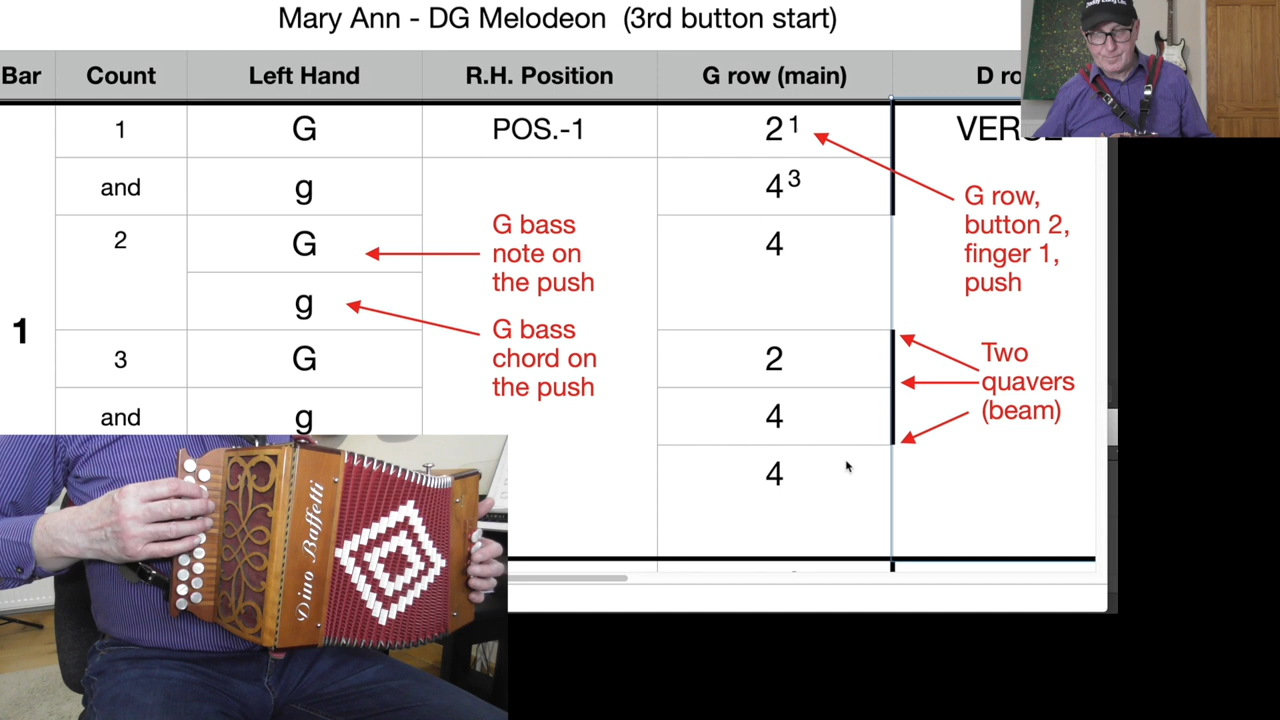 Mary Ann - DG Melodeon (3rd button start)
Bar Count Left Hand R.H. Position G row (main)
1 G POS.-1 2 1
and g 4 3
2 G 4
g
1
3 G 2
and g 4
4
G bass
note on
the push
G bass
chord on
the push
G row,
button 2,
finger 1,
push
Two
quavers
(beam)
Dino Baffetti